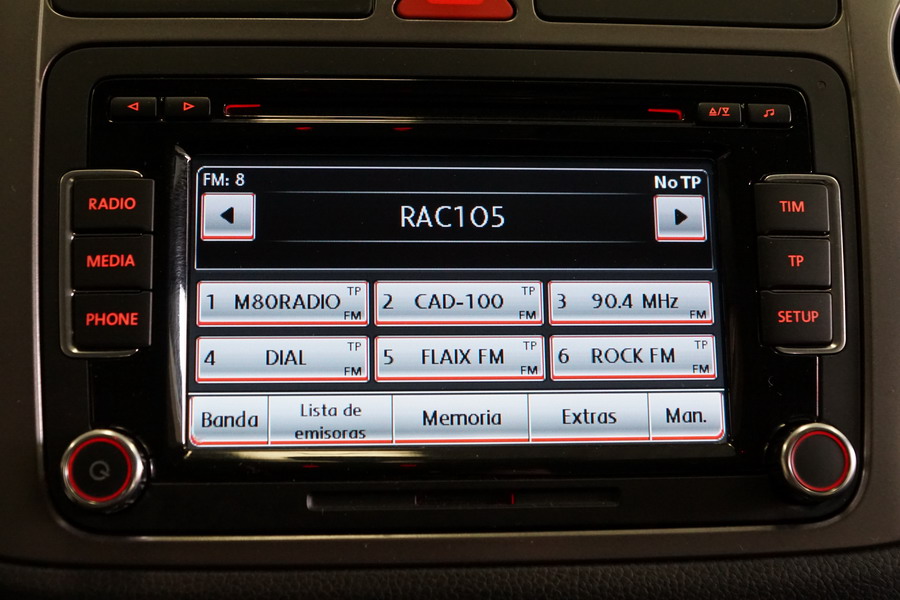 RADIO
MEDIA
PHONE
FM: 8
No TP
RAC105
1 M80RADIO TP FM
2 CAD-100 TP FM
3 90.4 MHz FM
4 DIAL TP FM
5 FLAIX FM TP FM
6 ROCK FM TP FM
Banda
Lista de
emisoras
Memoria
Extras
Man.
TIM
TP
SETUP